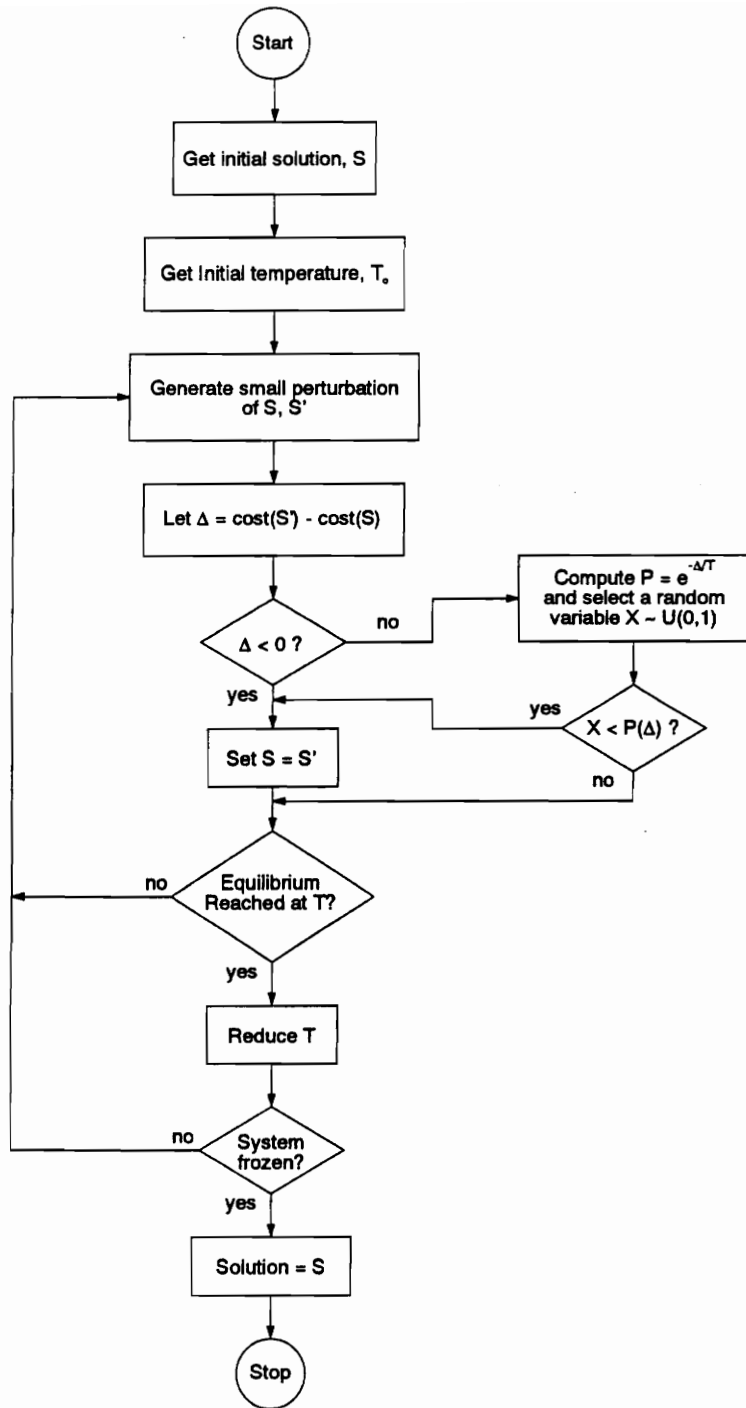 Start
Get initial solution, S
Get Initial temperature, T₀
Generate small perturbation
of S, S'
Let Δ = cost(S') - cost(S)
Compute P = e^-Δ/T
and select a random
variable X ~ U(0,1)
no
Δ < 0 ?
yes
yes
X < P(Δ) ?
Set S = S'
no
no
Equilibrium
Reached at T?
yes
Reduce T
no
System
frozen?
yes
Solution = S
Stop